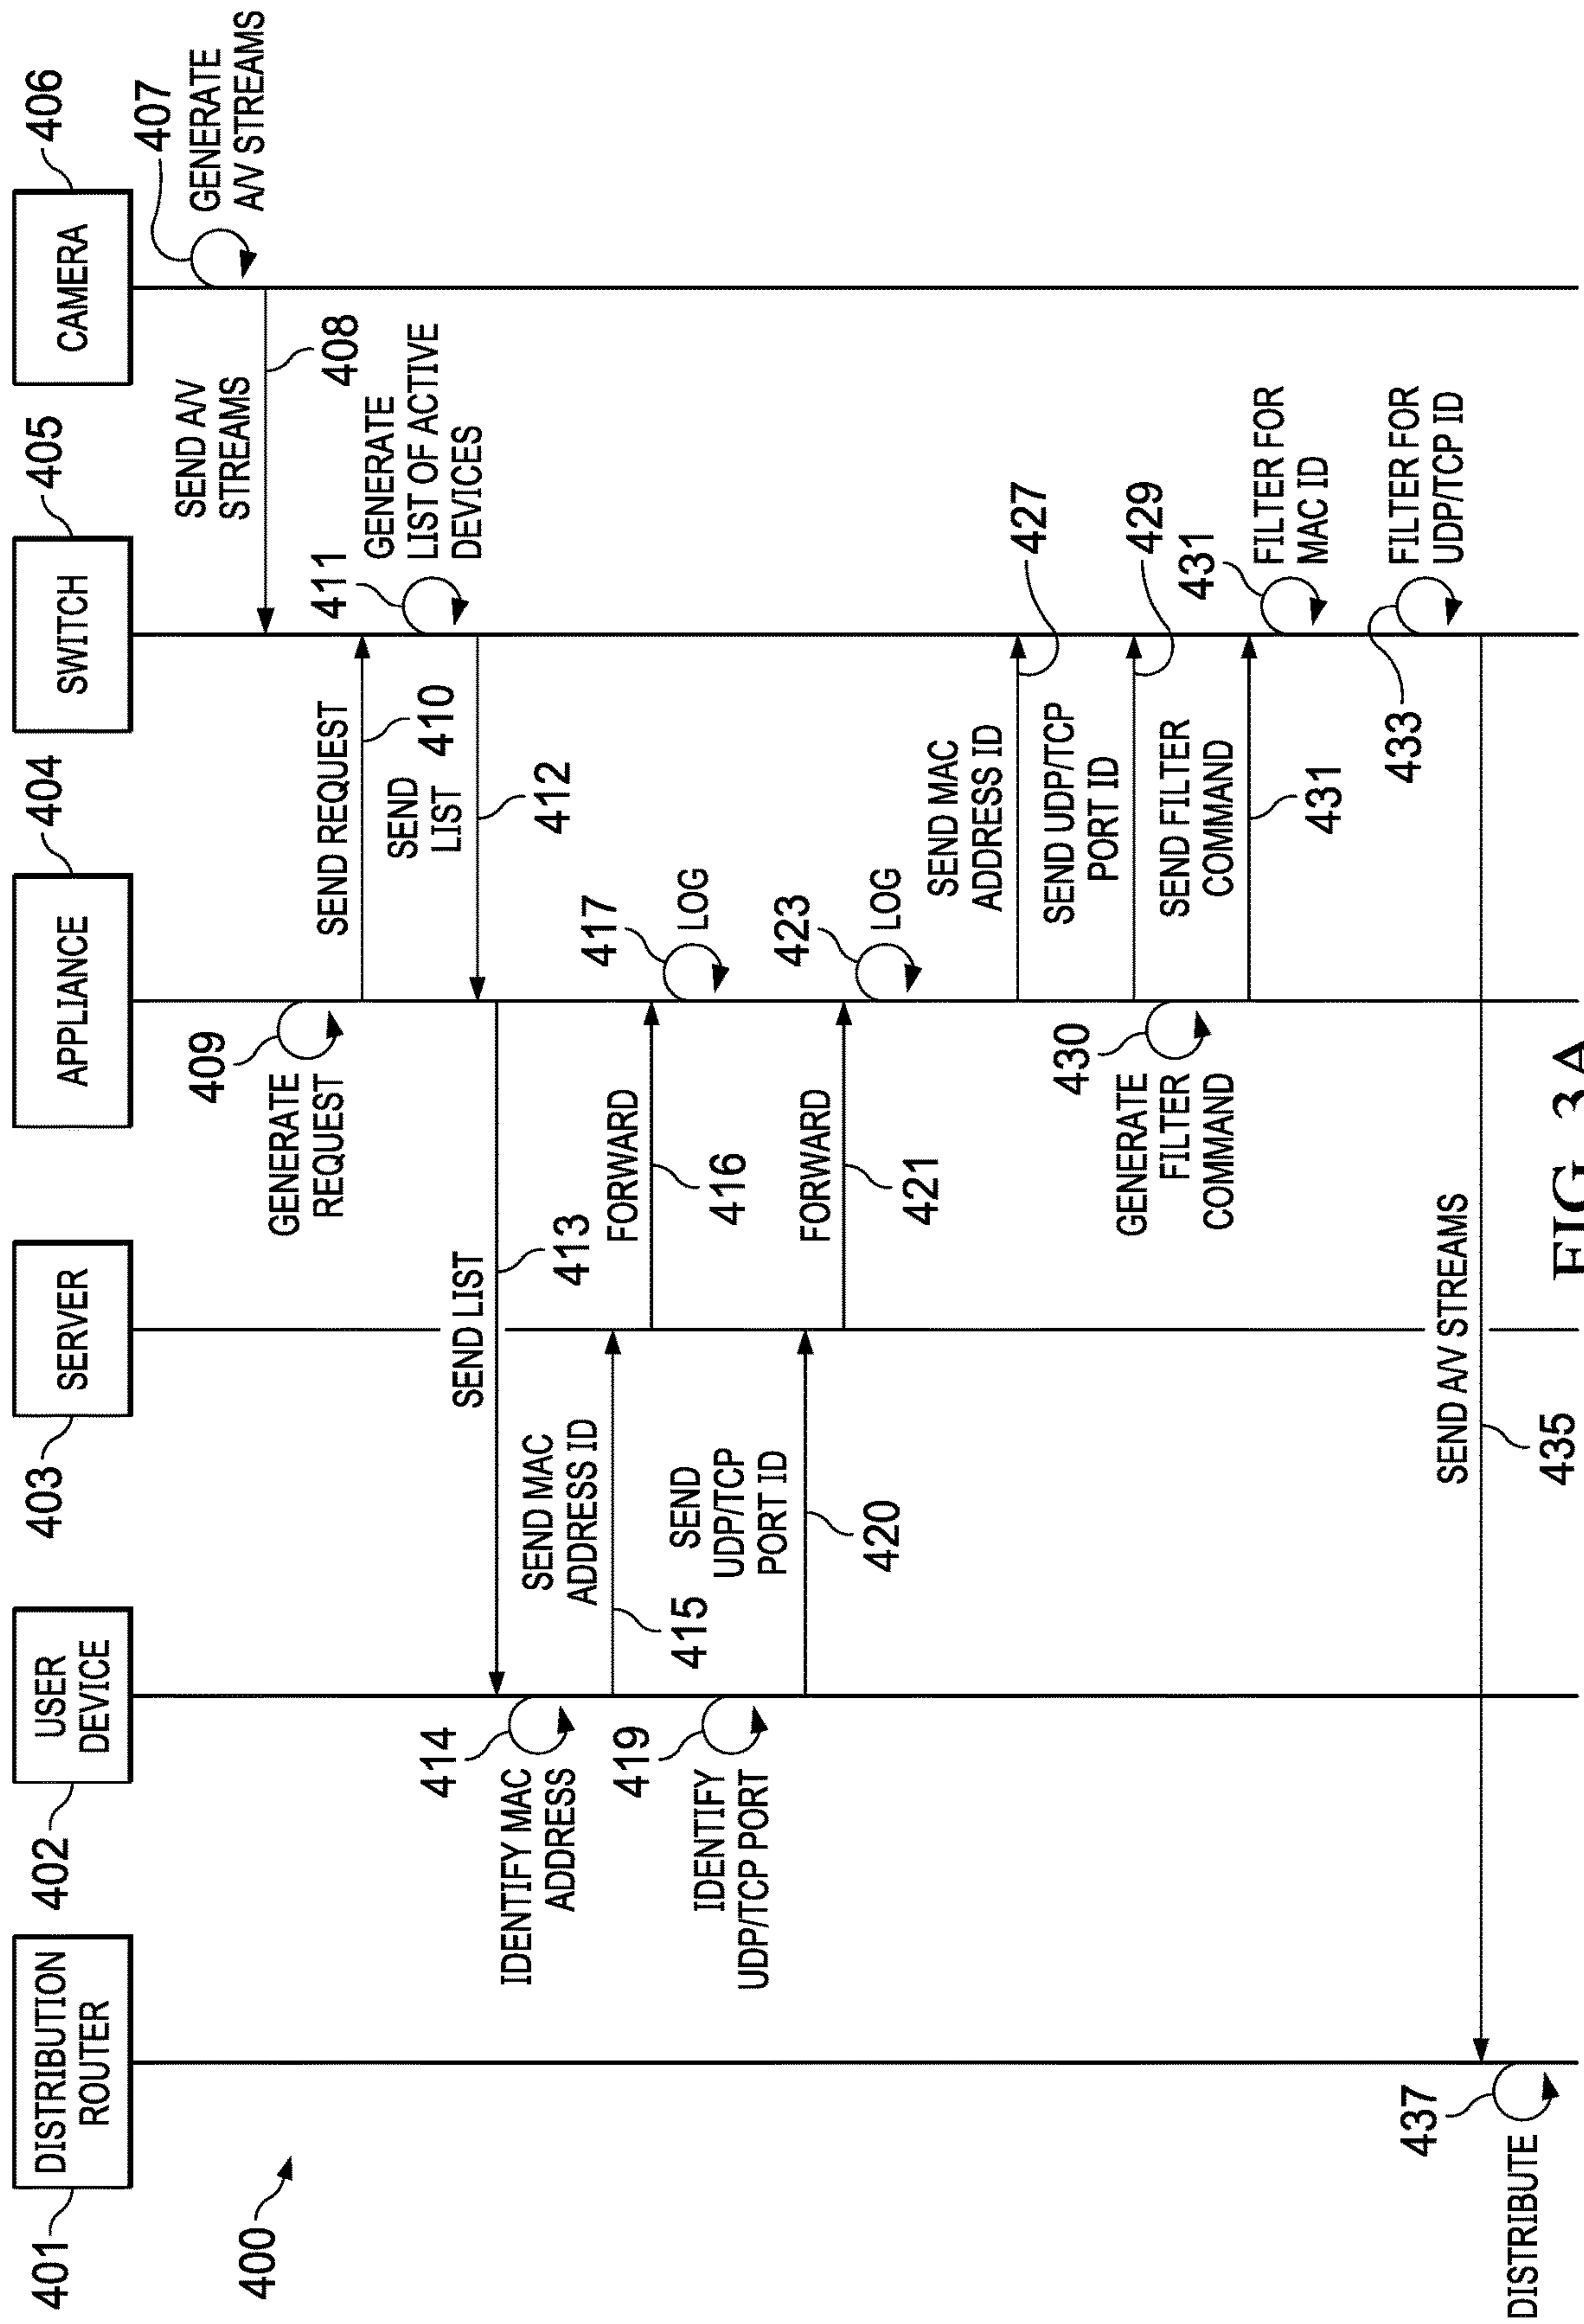 401
DISTRIBUTION
ROUTER
402
USER
DEVICE
403
SERVER
404
APPLIANCE
405
SWITCH
406
CAMERA
400
407
GENERATE
A/V STREAMS
SEND A/V
STREAMS
408
409
GENERATE
REQUEST
SEND REQUEST
410
411
GENERATE
LIST OF ACTIVE
DEVICES
SEND
LIST
412
SEND LIST
413
414
IDENTIFY MAC
ADDRESS
SEND MAC
ADDRESS ID
415
FORWARD
416
417
LOG
419
IDENTIFY
UDP/TCP PORT
SEND
UDP/TCP
PORT ID
420
FORWARD
421
423
LOG
SEND MAC
ADDRESS ID
427
SEND UDP/TCP
PORT ID
429
430
GENERATE
FILTER
COMMAND
SEND FILTER
COMMAND
431
431
FILTER FOR
MAC ID
433
FILTER FOR
UDP/TCP ID
SEND A/V STREAMS
435
437
DISTRIBUTE
FIG. 3A